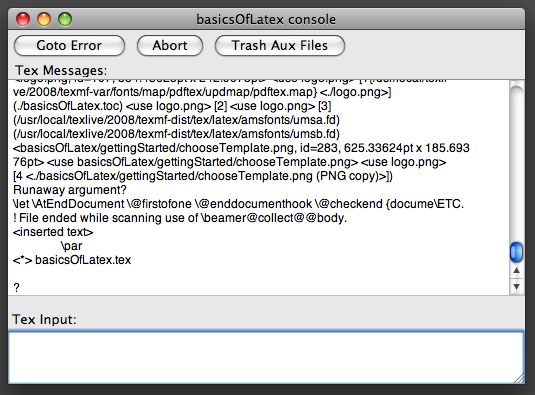 basicsOfLatex console
Goto Error Abort Trash Aux Files
Tex Messages:
ve/2008/texmf-var/fonts/map/pdftex/updmap/pdftex.map} <./logo.png>]
(./basicsOfLatex.toc) <use logo.png> [2] <use logo.png> [3]
(/usr/local/texlive/2008/texmf-dist/tex/latex/amsfonts/umsa.fd)
(/usr/local/texlive/2008/texmf-dist/tex/latex/amsfonts/umsb.fd)
<basicsOfLatex/gettingStarted/chooseTemplate.png, id=283, 625.33624pt x 185.693
76pt> <use basicsOfLatex/gettingStarted/chooseTemplate.png> <use logo.png>
[4 <./basicsOfLatex/gettingStarted/chooseTemplate.png (PNG copy)>])
Runaway argument?
\let \AtEndDocument \@firstofone \@enddocumenthook \@checkend {docume\ETC.
! File ended while scanning use of \beamer@collect@@body.
<inserted text>
\par
<*> basicsOfLatex.tex
?
Tex Input: